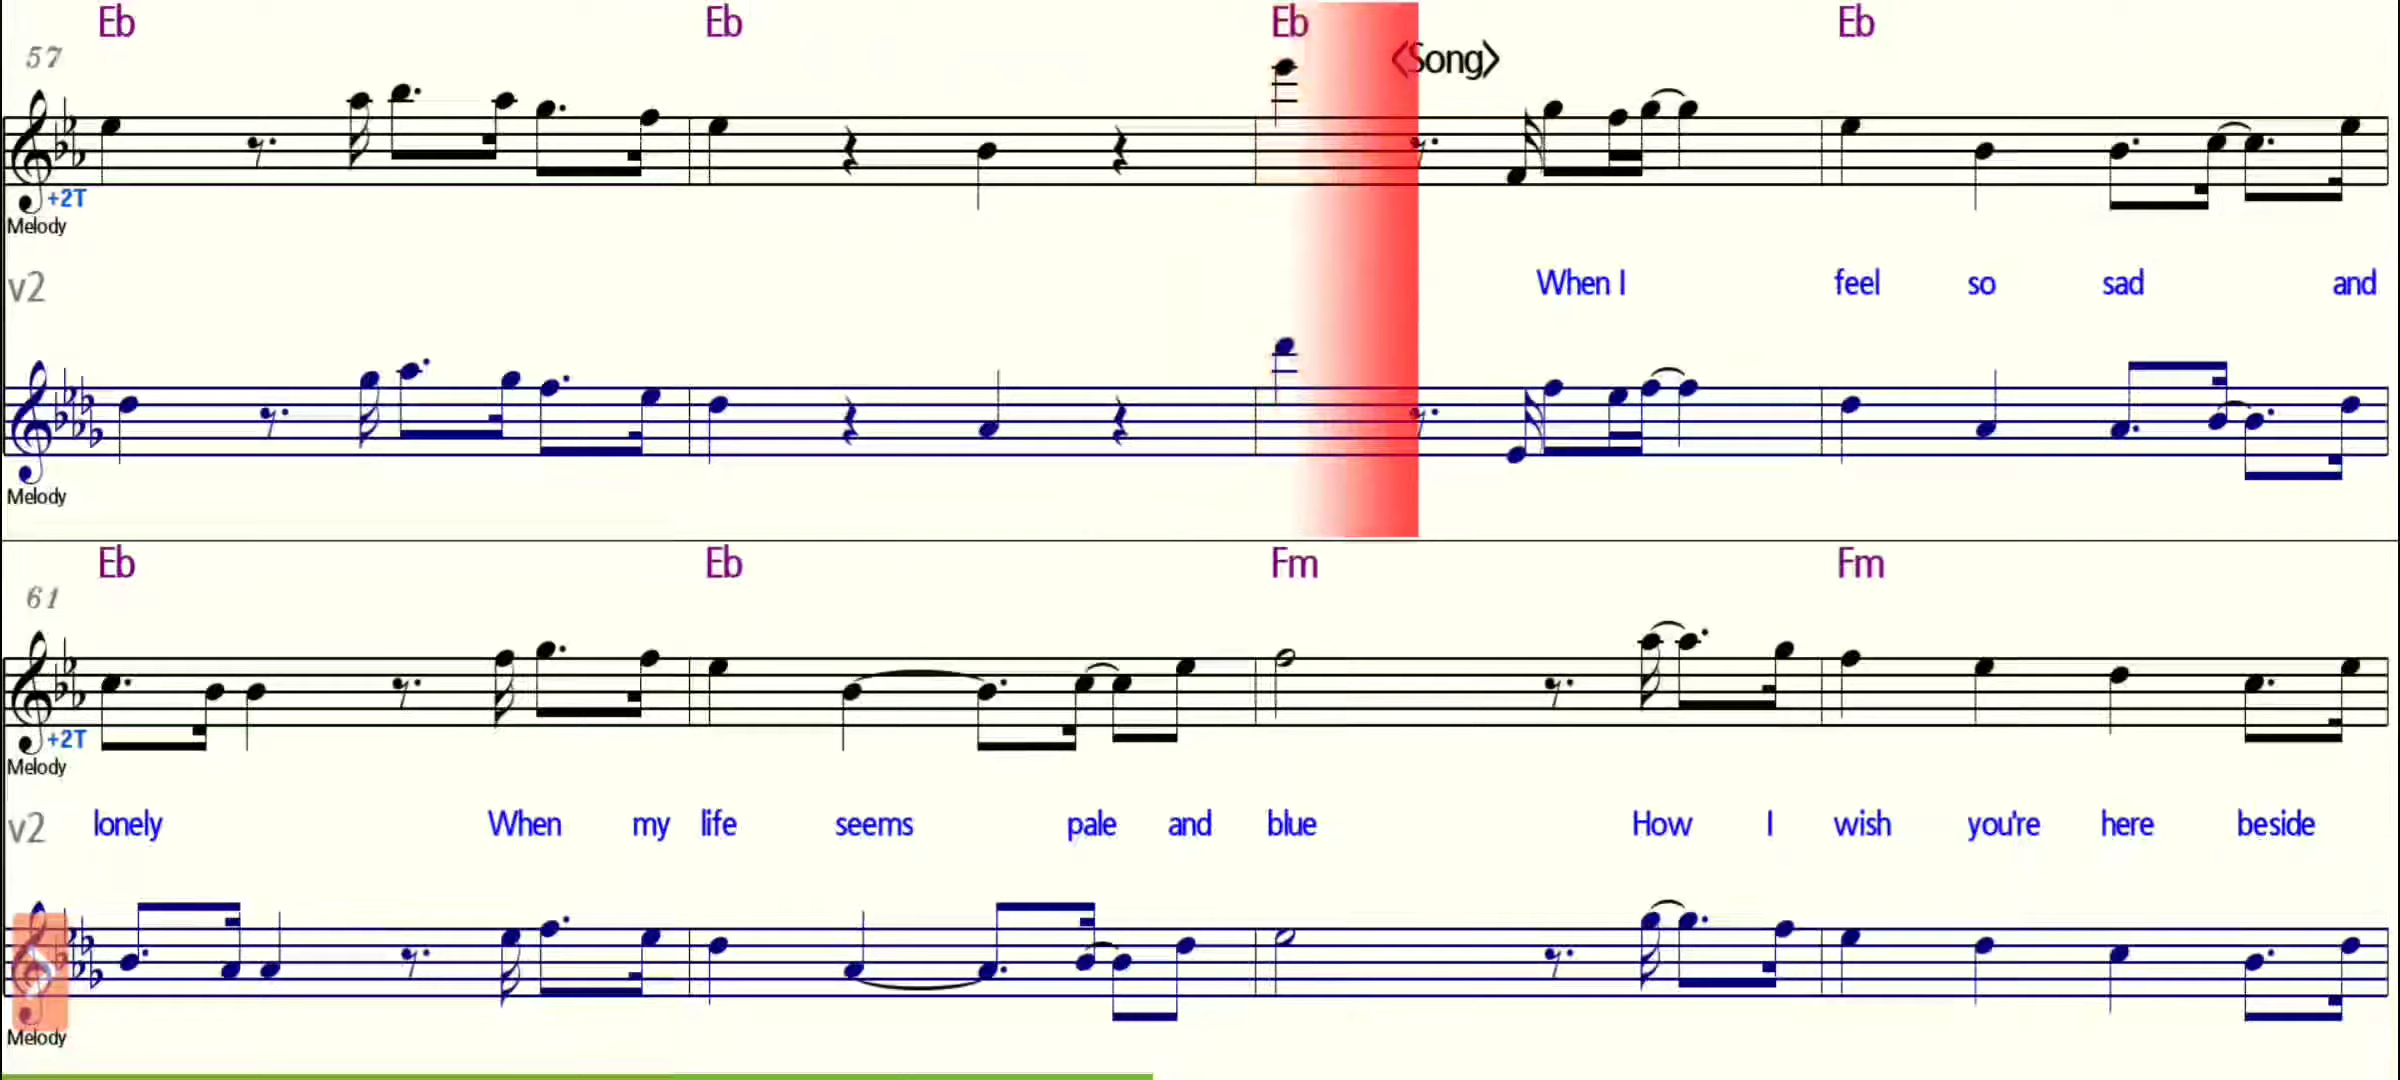 Eb Eb Eb Eb
57 <Song>
+2T
Melody
v2 When I feel so sad and
Melody
Eb Eb Fm Fm
61
+2T
Melody
v2 lonely When my life seems pale and blue How I wish you're here beside
Melody